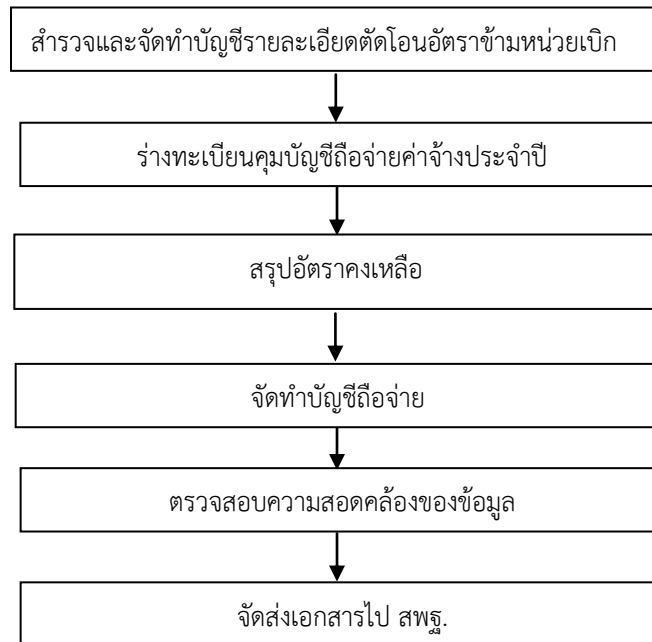 สำรวจและจัดทำบัญชีรายละเอียดตัดโอนอัตราข้ามหน่วยเบิก
ร่างทะเบียนคุมบัญชีถือจ่ายค่าจ้างประจำปี
สรุปอัตราคงเหลือ
จัดทำบัญชีถือจ่าย
ตรวจสอบความสอดคล้องของข้อมูล
จัดส่งเอกสารไป สพฐ.